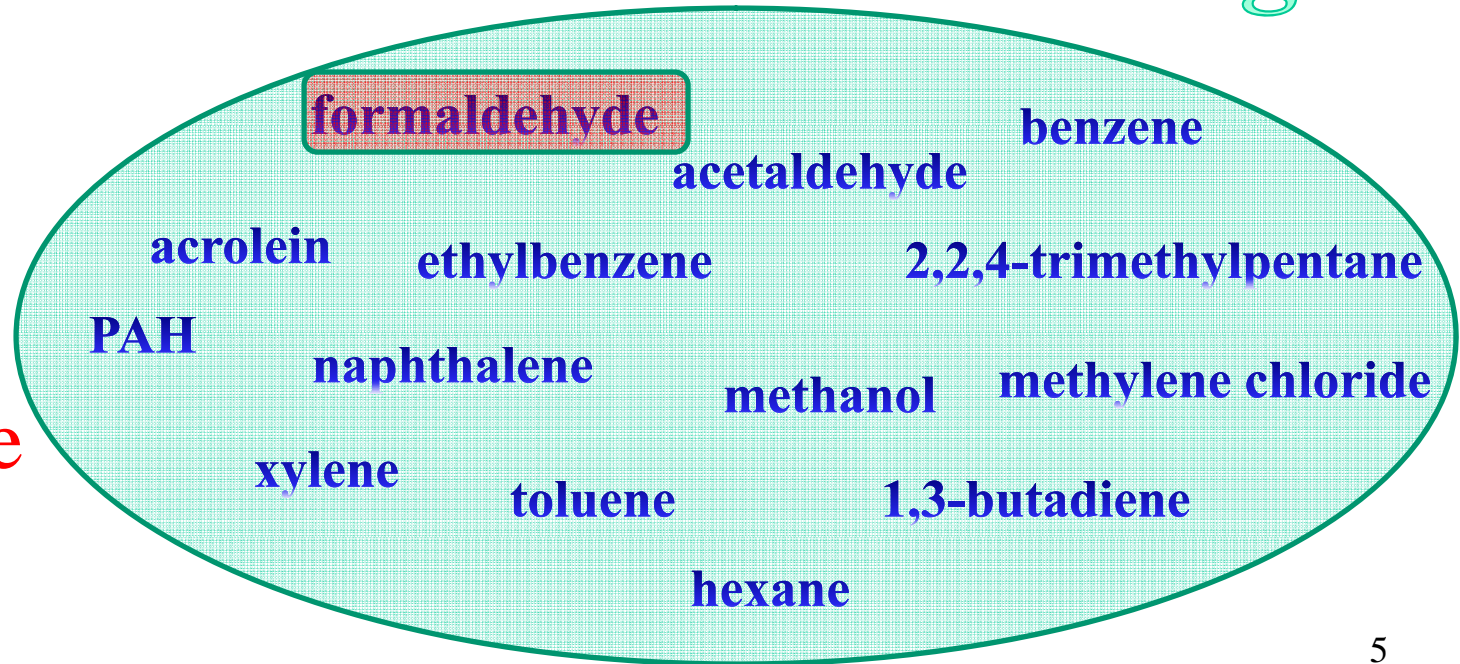 formaldehyde
benzene
acetaldehyde
acrolein
ethylbenzene
2,2,4-trimethylpentane
PAH
naphthalene
methanol
methylene chloride
e
xylene
toluene
1,3-butadiene
hexane
5